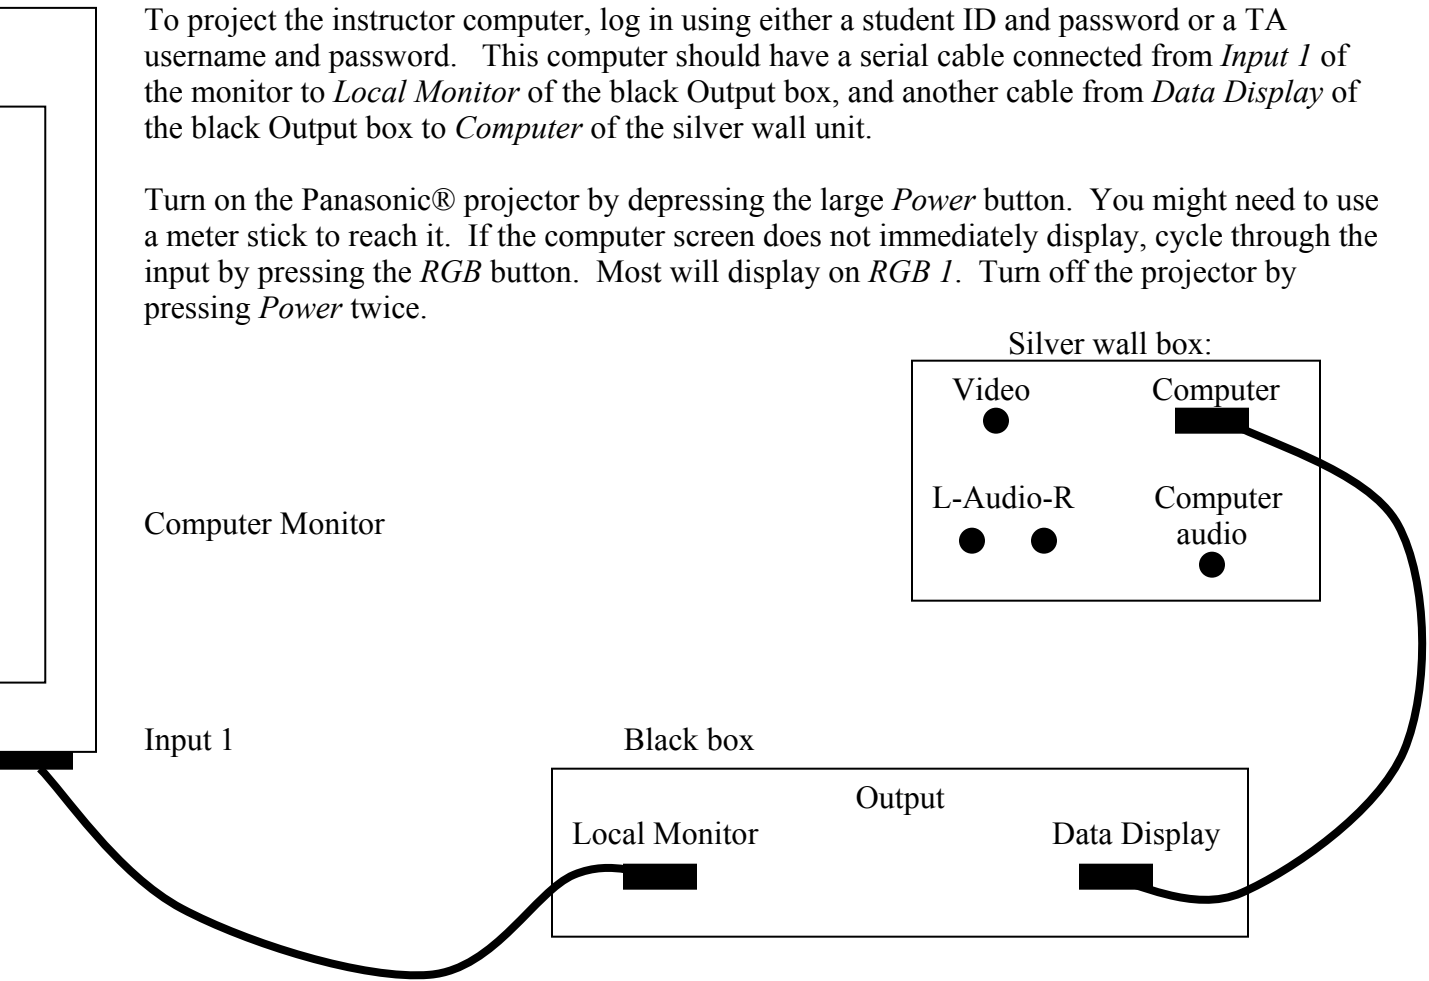 To project the instructor computer, log in using either a student ID and password or a TA
username and password.   This computer should have a serial cable connected from Input 1 of
the monitor to Local Monitor of the black Output box, and another cable from Data Display of
the black Output box to Computer of the silver wall unit.
Turn on the Panasonic® projector by depressing the large Power button.  You might need to use
a meter stick to reach it.  If the computer screen does not immediately display, cycle through the
input by pressing the RGB button.  Most will display on RGB 1.  Turn off the projector by
pressing Power twice.
Silver wall box:
Video
Computer
L-Audio-R
Computer
audio
Computer Monitor
Input 1
Black box
Output
Local Monitor
Data Display